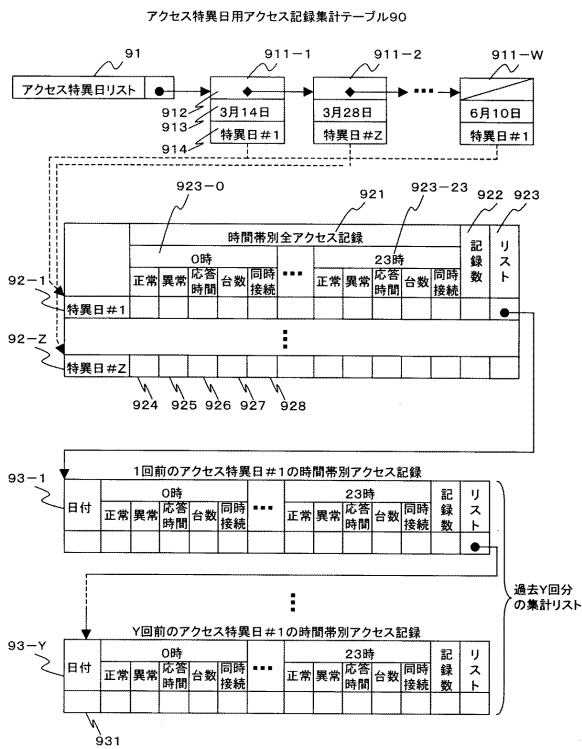 アクセス特異日用アクセス記録集計テーブル90
91
911-1
911-2
911-W
アクセス特異日リスト
912
913
914
3月14日
3月28日
6月10日
特異日#1
特異日#Z
特異日#1
923-0
921
923-23
922
923
時間帯別全アクセス記録
記録数
リスト
0時
23時
正常 異常 応答時間 台数 同時接続 … 正常 異常 応答時間 台数 同時接続
92-1
特異日#1
92-Z
特異日#Z
924
925
926
927
928
1回前のアクセス特異日#1の時間帯別アクセス記録
93-1
日付
0時
23時
記録数
リスト
正常 異常 応答時間 台数 同時接続 … 正常 異常 応答時間 台数 同時接続
過去Y回分の集計リスト
Y回前のアクセス特異日#1の時間帯別アクセス記録
93-Y
日付
0時
23時
記録数
リスト
正常 異常 応答時間 台数 同時接続 … 正常 異常 応答時間 台数 同時接続
931